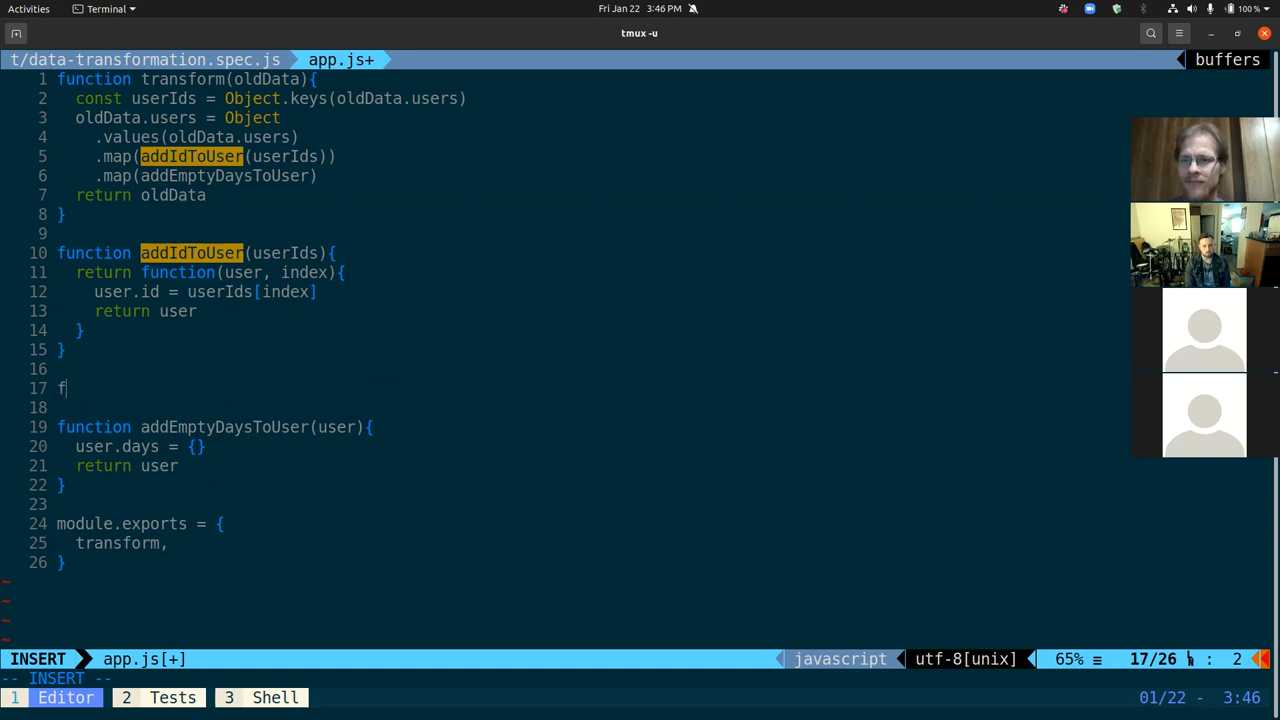 Activities Terminal Fri Jan 22 3:46 PM 100 %
tmux -u
t/data-transformation.spec.js app.js+ buffers
1 function transform(oldData){
2 const userIds = Object.keys(oldData.users)
3 oldData.users = Object
4 .values(oldData.users)
5 .map(addIdToUser(userIds))
6 .map(addEmptyDaysToUser)
7 return oldData
8 }
9
10 function addIdToUser(userIds){
11 return function(user, index){
12 user.id = userIds[index]
13 return user
14 }
15 }
16
17 f
18
19 function addEmptyDaysToUser(user){
20 user.days = {}
21 return user
22 }
23
24 module.exports = {
25 transform,
26 }
~
~
~
~
INSERT app.js[+] javascript utf-8[unix] 65% ≡ 17/26 : 2
-- INSERT --
1 Editor 2 Tests 3 Shell 01/22 - 3:46